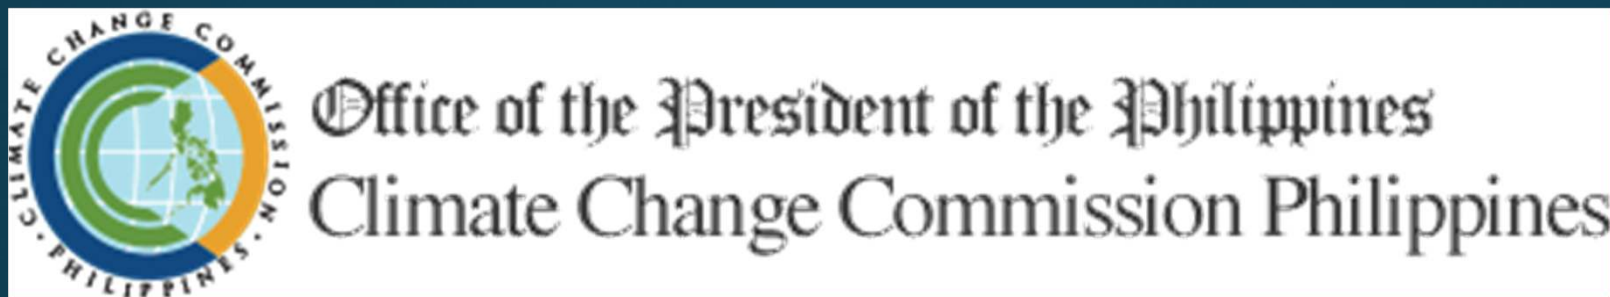 CLIMATE CHANGE COMMISSION
PHILIPPINES
Office of the President of the Philippines
Climate Change Commission Philippines